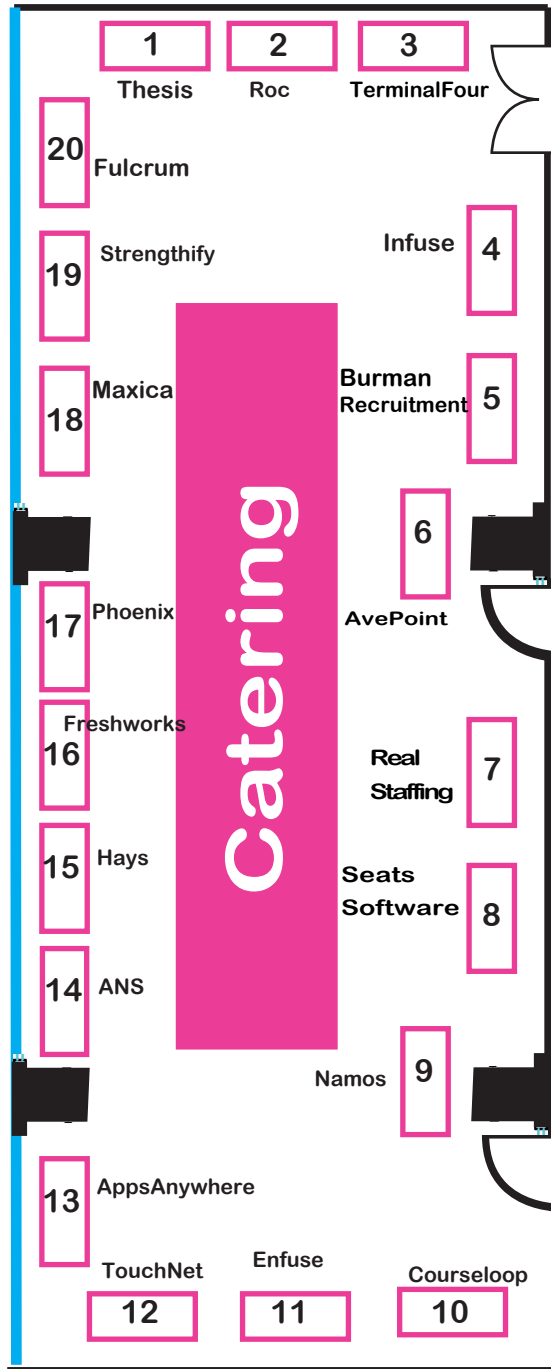 1
Thesis
2
Roc
3
TerminalFour
20
Fulcrum
4
Infuse
19
Strengthify
5
Burman
Recruitment
18
Maxica
6
AvePoint
17
Phoenix
16
Freshworks
7
Real
Staffing
15
Hays
8
Seats
Software
14
ANS
9
Namos
13
AppsAnywhere
12
TouchNet
11
Enfuse
10
Courseloop
Catering